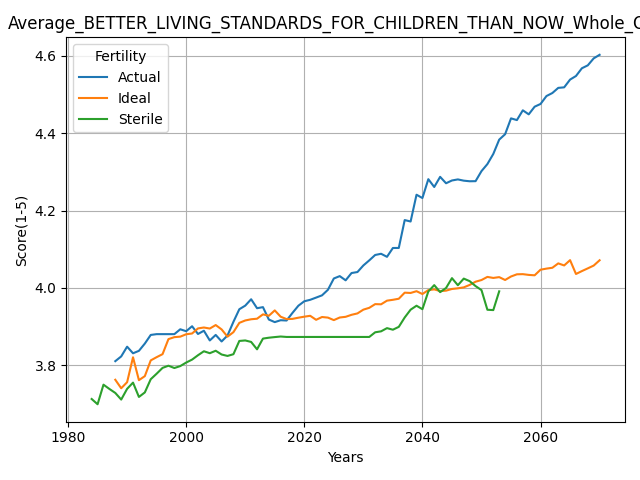 Average_BETTER_LIVING_STANDARDS_FOR_CHILDREN_THAN_NOW_Whole_
Fertility
Actual
Ideal
Sterile
Score(1-5)
4.6
4.4
4.2
4.0
3.8
1980
2000
2020
2040
2060
Years